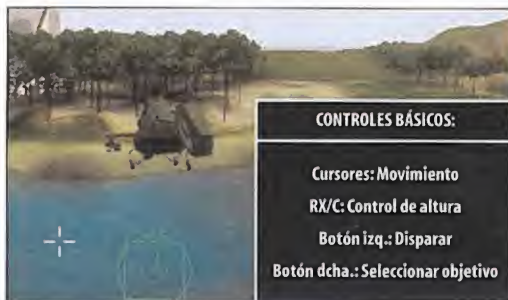 CONTROLES BÁSICOS:
Cursores: Movimiento
RX/C: Control de altura
Botón izq.: Disparar
Botón dcha.: Seleccionar objetivo